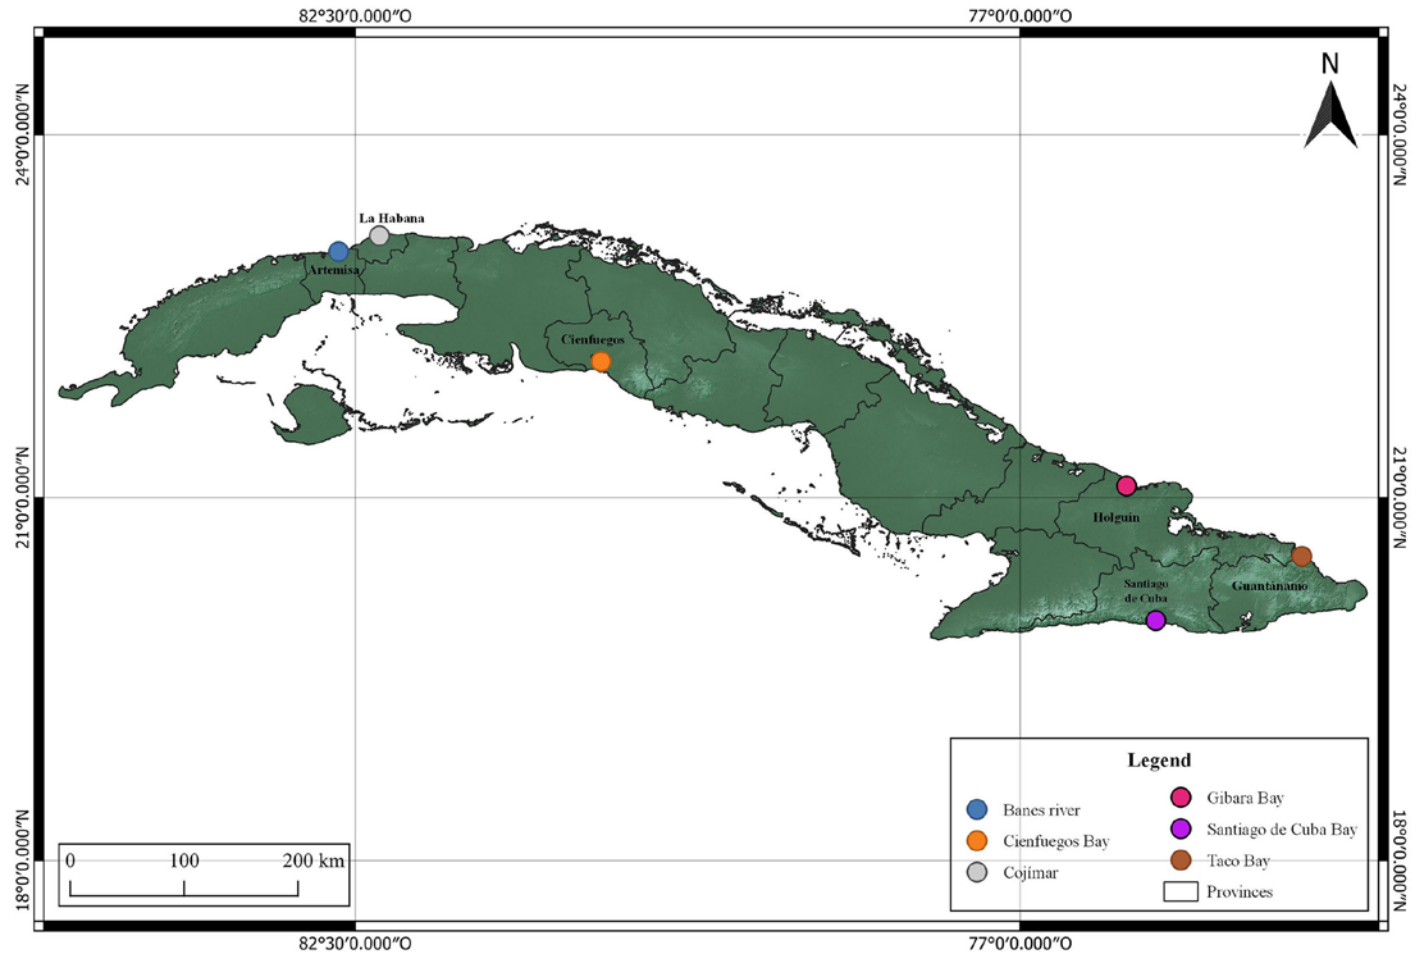 82°30'0.000"O 77°0'0.000"O
N
24°0'0.000"N 24°0'0.000"N
La Habana
Artemisa
Cienfuegos
21°0'0.000"N 21°0'0.000"N
Holguin
Santiago
de Cuba
Guantánamo
Legend
Banes river
Cienfuegos Bay
Cojímar
Gibara Bay
Santiago de Cuba Bay
Taco Bay
Provinces
0 100 200 km
18°0'0.000"N 18°0'0.000"N
82°30'0.000"O 77°0'0.000"O